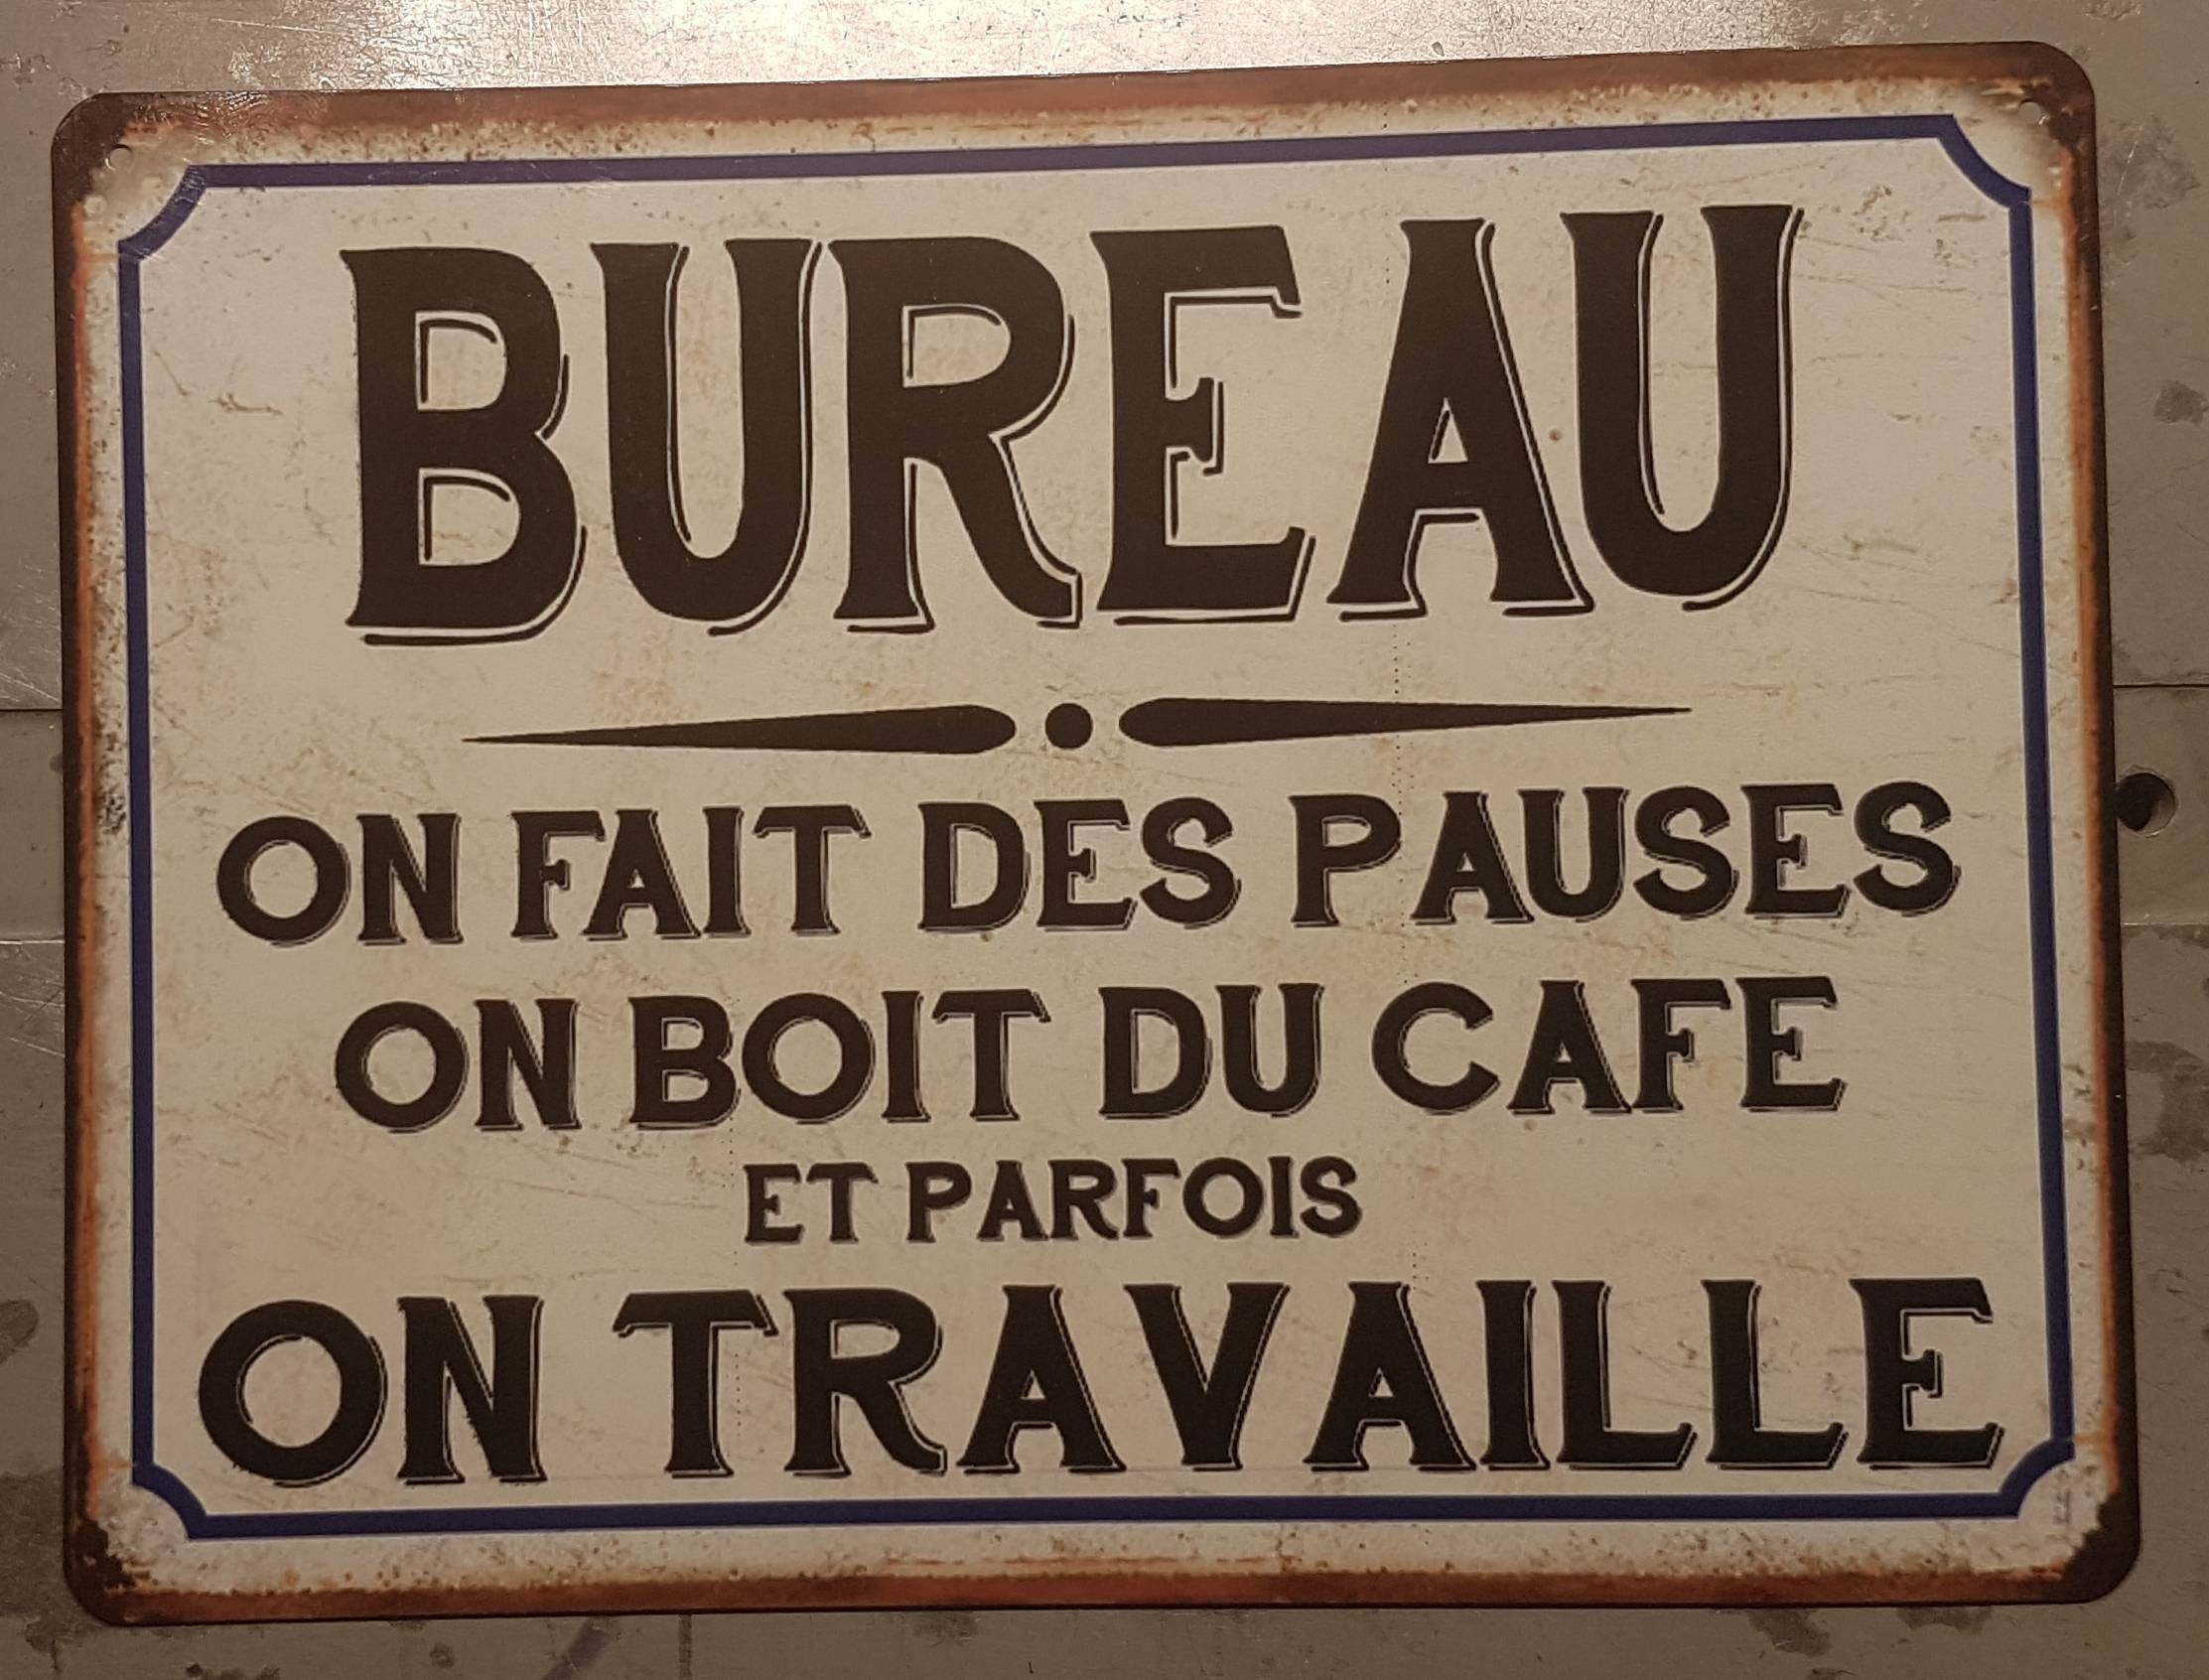 BUREAU
ON FAIT DES PAUSES
ON BOIT DU CAFE
ET PARFOIS
ON TRAVAILLE